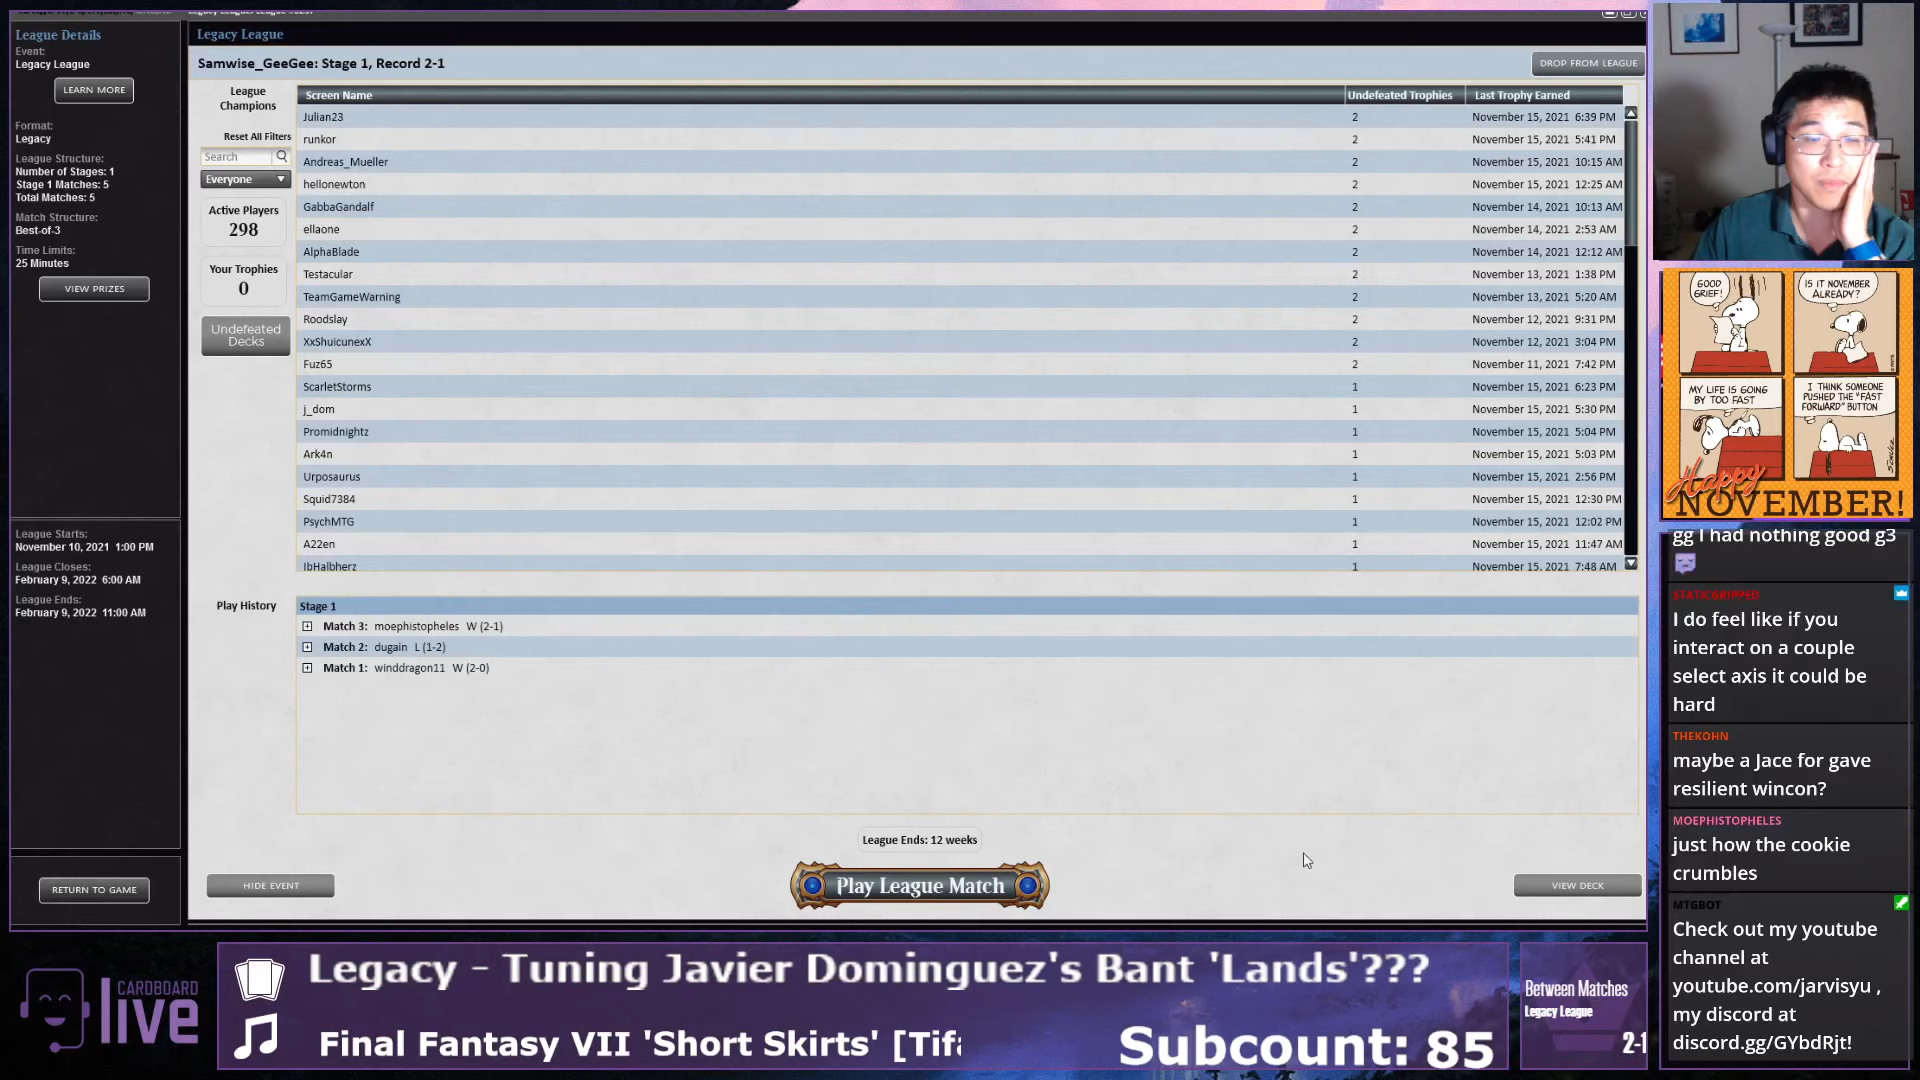 League Details
Event:
Legacy League
LEARN MORE
Format:
Legacy
League Structure:
Number of Stages: 1
Stage 1 Matches: 5
Total Matches: 5
Match Structure:
Best-of-3
Time Limits:
25 Minutes
VIEW PRIZES
League Starts:
November 10, 2021 1:00 PM
League Closes:
February 9, 2022 6:00 AM
League Ends:
February 9, 2022 11:00 AM
RETURN TO GAME
Legacy League
Samwise_GeeGee: Stage 1, Record 2-1
DROP FROM LEAGUE
League Champions
Reset All Filters
Search
Everyone
Active Players
298
Your Trophies
0
Undefeated Decks
Screen Name Undefeated Trophies Last Trophy Earned
Julian23 2 November 15, 2021 6:39 PM
runkor 2 November 15, 2021 5:41 PM
Andreas_Mueller 2 November 15, 2021 10:15 AM
hellonewton 2 November 15, 2021 12:25 AM
GabbaGandalf 2 November 14, 2021 10:13 AM
ellaone 2 November 14, 2021 2:53 AM
AlphaBlade 2 November 14, 2021 12:12 AM
Testacular 2 November 13, 2021 1:38 PM
TeamGameWarning 2 November 13, 2021 5:20 AM
Roodslay 2 November 12, 2021 9:31 PM
XxShuicunexX 2 November 12, 2021 3:04 PM
Fuz65 2 November 11, 2021 7:42 PM
ScarletStorms 1 November 15, 2021 6:23 PM
j_dom 1 November 15, 2021 5:30 PM
Promidnightz 1 November 15, 2021 5:04 PM
Ark4n 1 November 15, 2021 5:03 PM
Urposaurus 1 November 15, 2021 2:56 PM
Squid7384 1 November 15, 2021 12:30 PM
PsychMTG 1 November 15, 2021 12:02 PM
A22en 1 November 15, 2021 11:47 AM
IbHalbherz 1 November 15, 2021 7:48 AM
Play History
Stage 1
Match 3: moephistopheles W (2-1)
Match 2: dugain L (1-2)
Match 1: winddragon11 W (2-0)
League Ends: 12 weeks
HIDE EVENT
Play League Match
VIEW DECK
GOOD GRIEF!
IS IT NOVEMBER ALREADY?
MY LIFE IS GOING BY TOO FAST
I THINK SOMEONE PUSHED THE "FAST FORWARD" BUTTON
Happy
NOVEMBER!
gg I had nothing good g3
STATICGRIPPED
I do feel like if you
interact on a couple
select axis it could be
hard
THEKOHN
maybe a Jace for gave
resilient wincon?
MOEPHISTOPHELES
just how the cookie
crumbles
MTGBOT
Check out my youtube
channel at
youtube.com/jarvisyu ,
my discord at
discord.gg/GYbdRjt!
CARDBOARD
live
Legacy - Tuning Javier Dominguez's Bant 'Lands'???
Final Fantasy VII 'Short Skirts' [Tifa
Subcount: 85
Between Matches
Legacy League
2-1